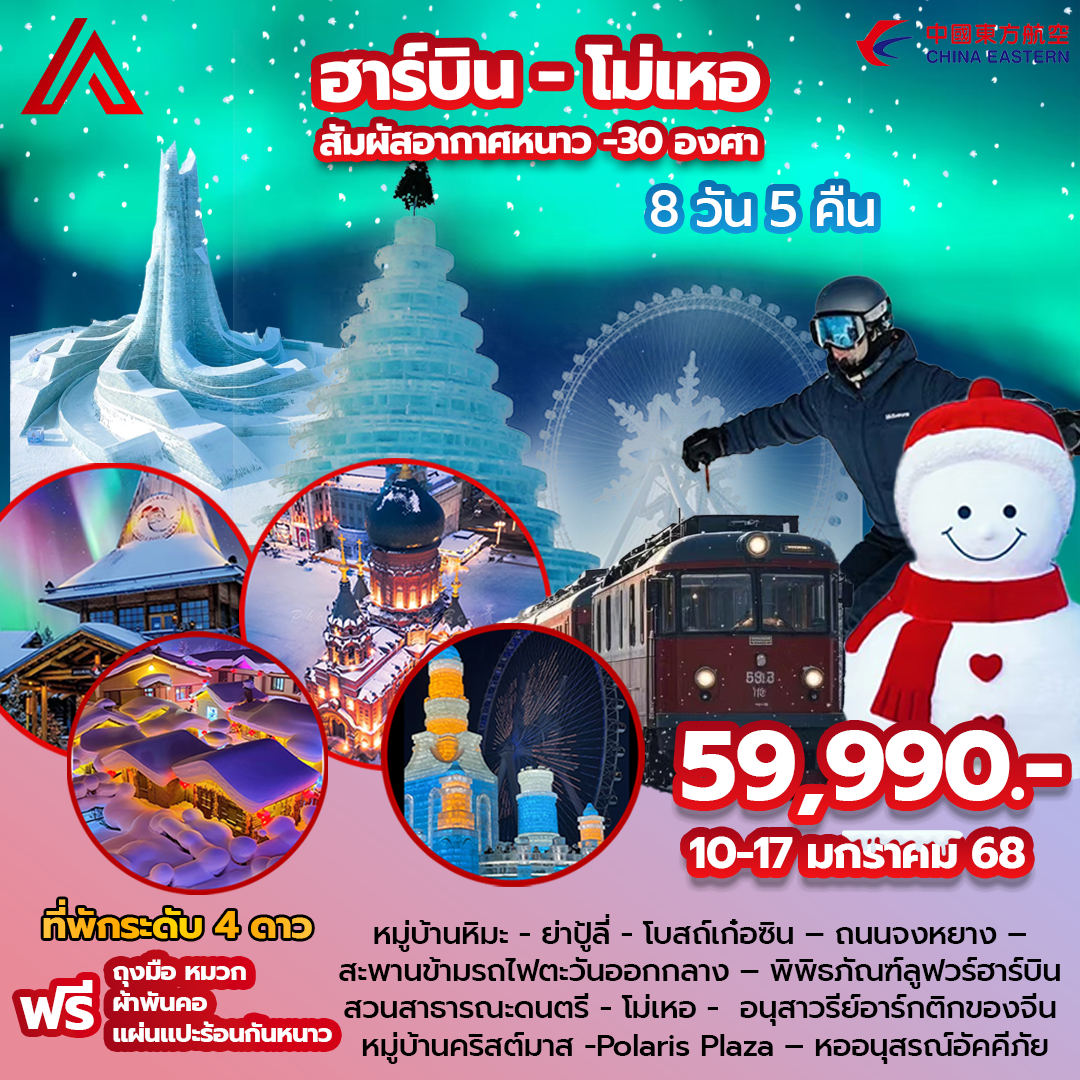 中國東方航空
CHINA EASTERN
ฮาร์บิน - โม่เหอ
สัมผัสอากาศหนาว -30 องศา
8 วัน 5 คืน
59,990.-
10-17 มกราคม 68
ที่พักระดับ 4 ดาว
ฟรี
ถุงมือ หมวก
ผ้าพันคอ
แผ่นแปะร้อนกันหนาว
หมู่บ้านหิมะ - ย่าปู้ลี่ - โบสถ์เก๋อซิน – ถนนจงหยาง –
สะพานข้ามรถไฟตะวันออกกลาง – พิพิธภัณฑ์ลูฟวร์ฮาร์บิน
สวนสาธารณะดนตรี - โม่เหอ - อนุสาวรีย์อาร์กติกของจีน
หมู่บ้านคริสต์มาส -Polaris Plaza – หออนุสรณ์อัคคีภัย